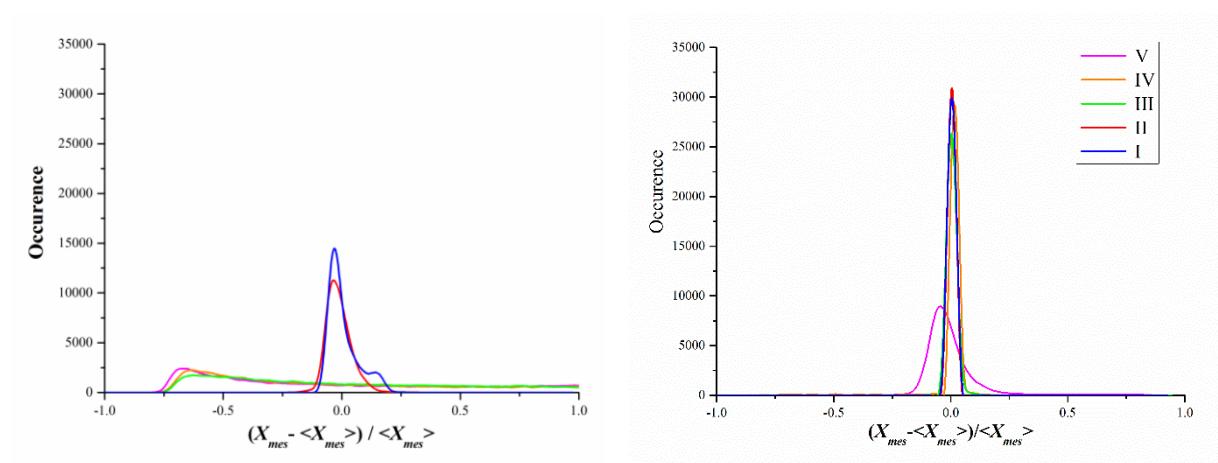 35000
30000
25000
20000
15000
10000
5000
0
Occurence
-1.0
-0.5
0.0
0.5
1.0
(Xmes- <Xmes>) / <Xmes>
35000
30000
25000
20000
15000
10000
5000
0
Occurence
-1.0
-0.5
0.0
0.5
1.0
(Xmes-<Xmes>)/<Xmes>
V
IV
III
II
I